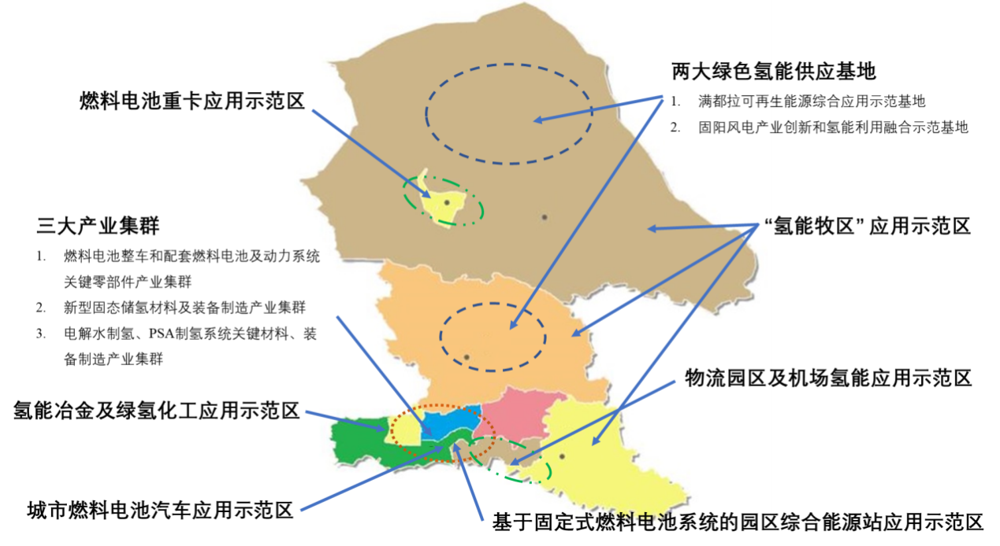 两大绿色氢能供应基地
1. 满都拉可再生能源综合应用示范基地
2. 固阳风电产业创新和氢能利用融合示范基地
燃料电池重卡应用示范区
三大产业集群
1. 燃料电池整车和配套燃料电池及动力系统
关键零部件产业集群
2. 新型固态储氢材料及装备制造产业集群
3. 电解水制氢、PSA制氢系统关键材料、装
备制造产业集群
“氢能牧区” 应用示范区
物流园区及机场氢能应用示范区
氢能冶金及绿氢化工应用示范区
城市燃料电池汽车应用示范区
基于固定式燃料电池系统的园区综合能源站应用示范区